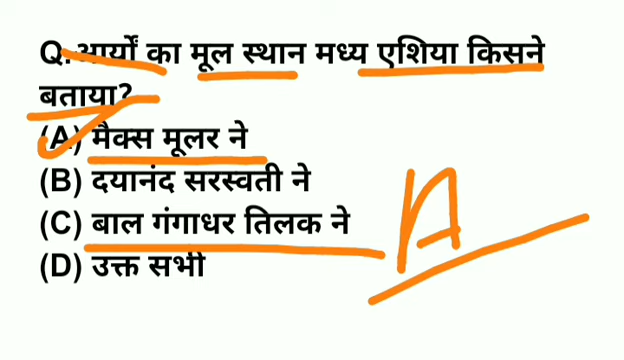 Q.आर्यों का मूल स्थान मध्य एशिया किसने
बताया?
(A) मैक्स मूलर ने
(B) दयानंद सरस्वती ने
(C) बाल गंगाधर तिलक ने
(D) उक्त सभी
A